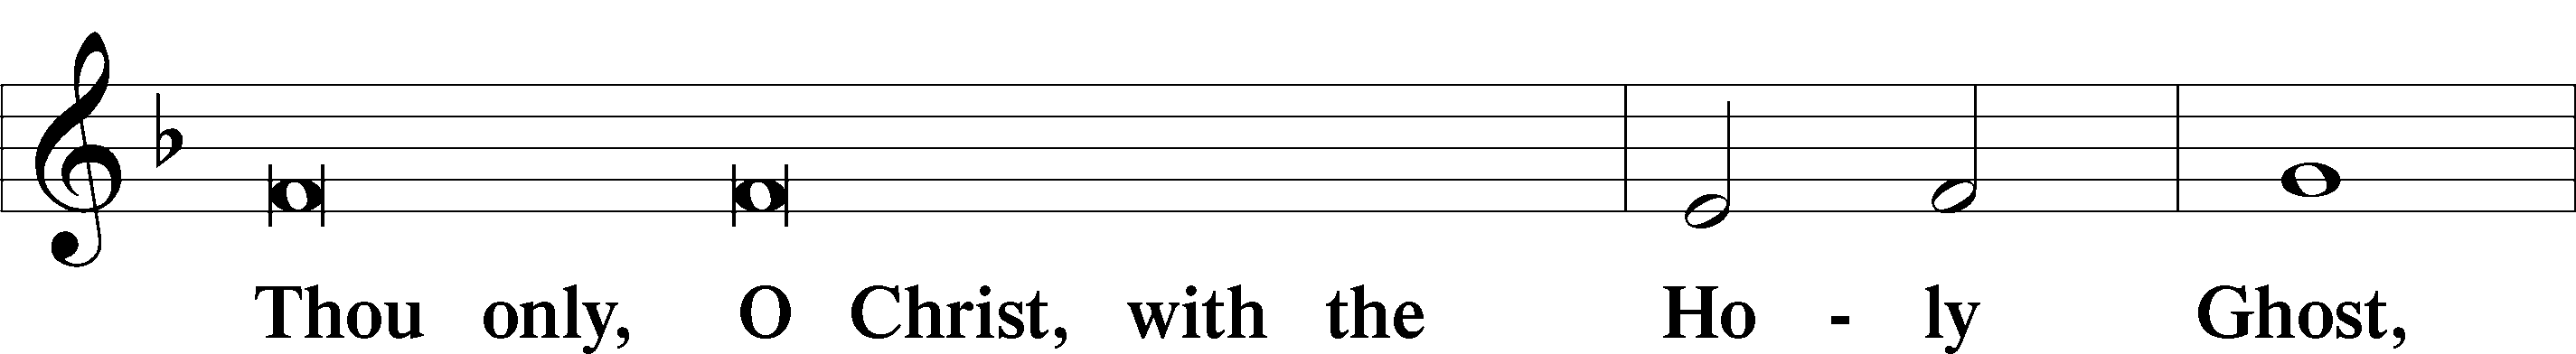 Thou only, O Christ, with the Ho - ly Ghost,